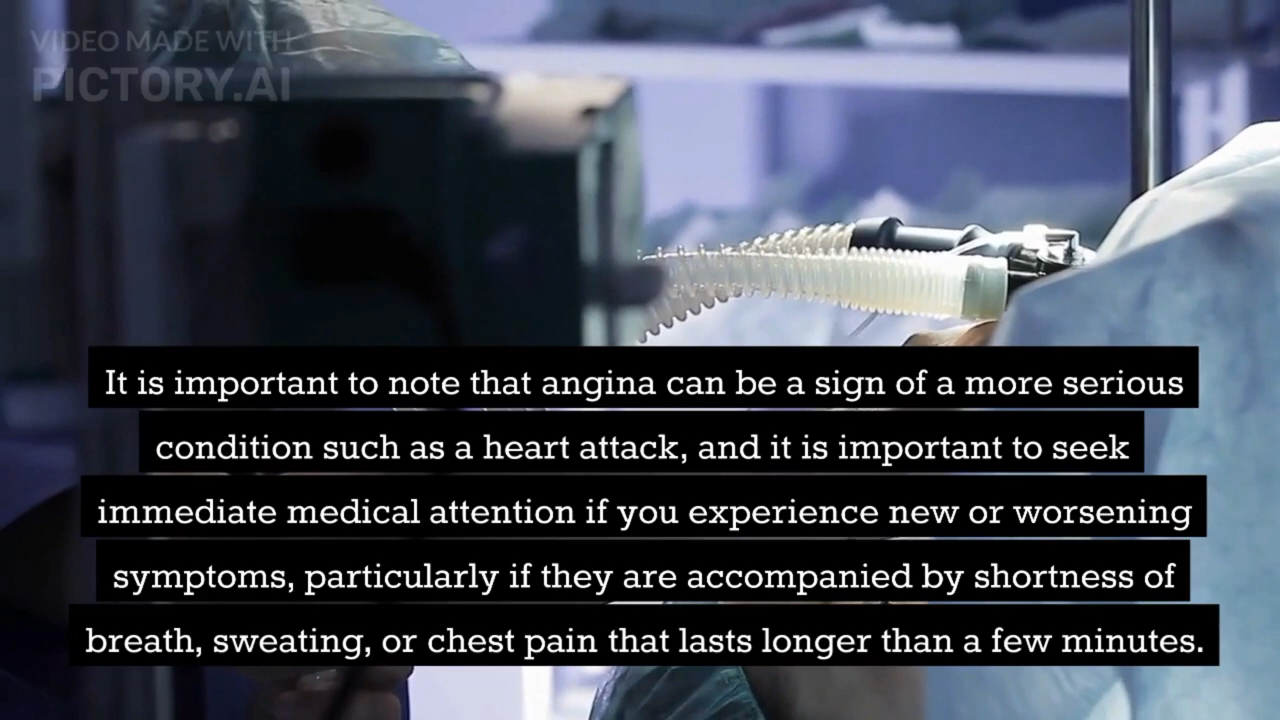 VIDEO MADE WITH
PICTORY.AI
It is important to note that angina can be a sign of a more serious
condition such as a heart attack, and it is important to seek
immediate medical attention if you experience new or worsening
symptoms, particularly if they are accompanied by shortness of
breath, sweating, or chest pain that lasts longer than a few minutes.